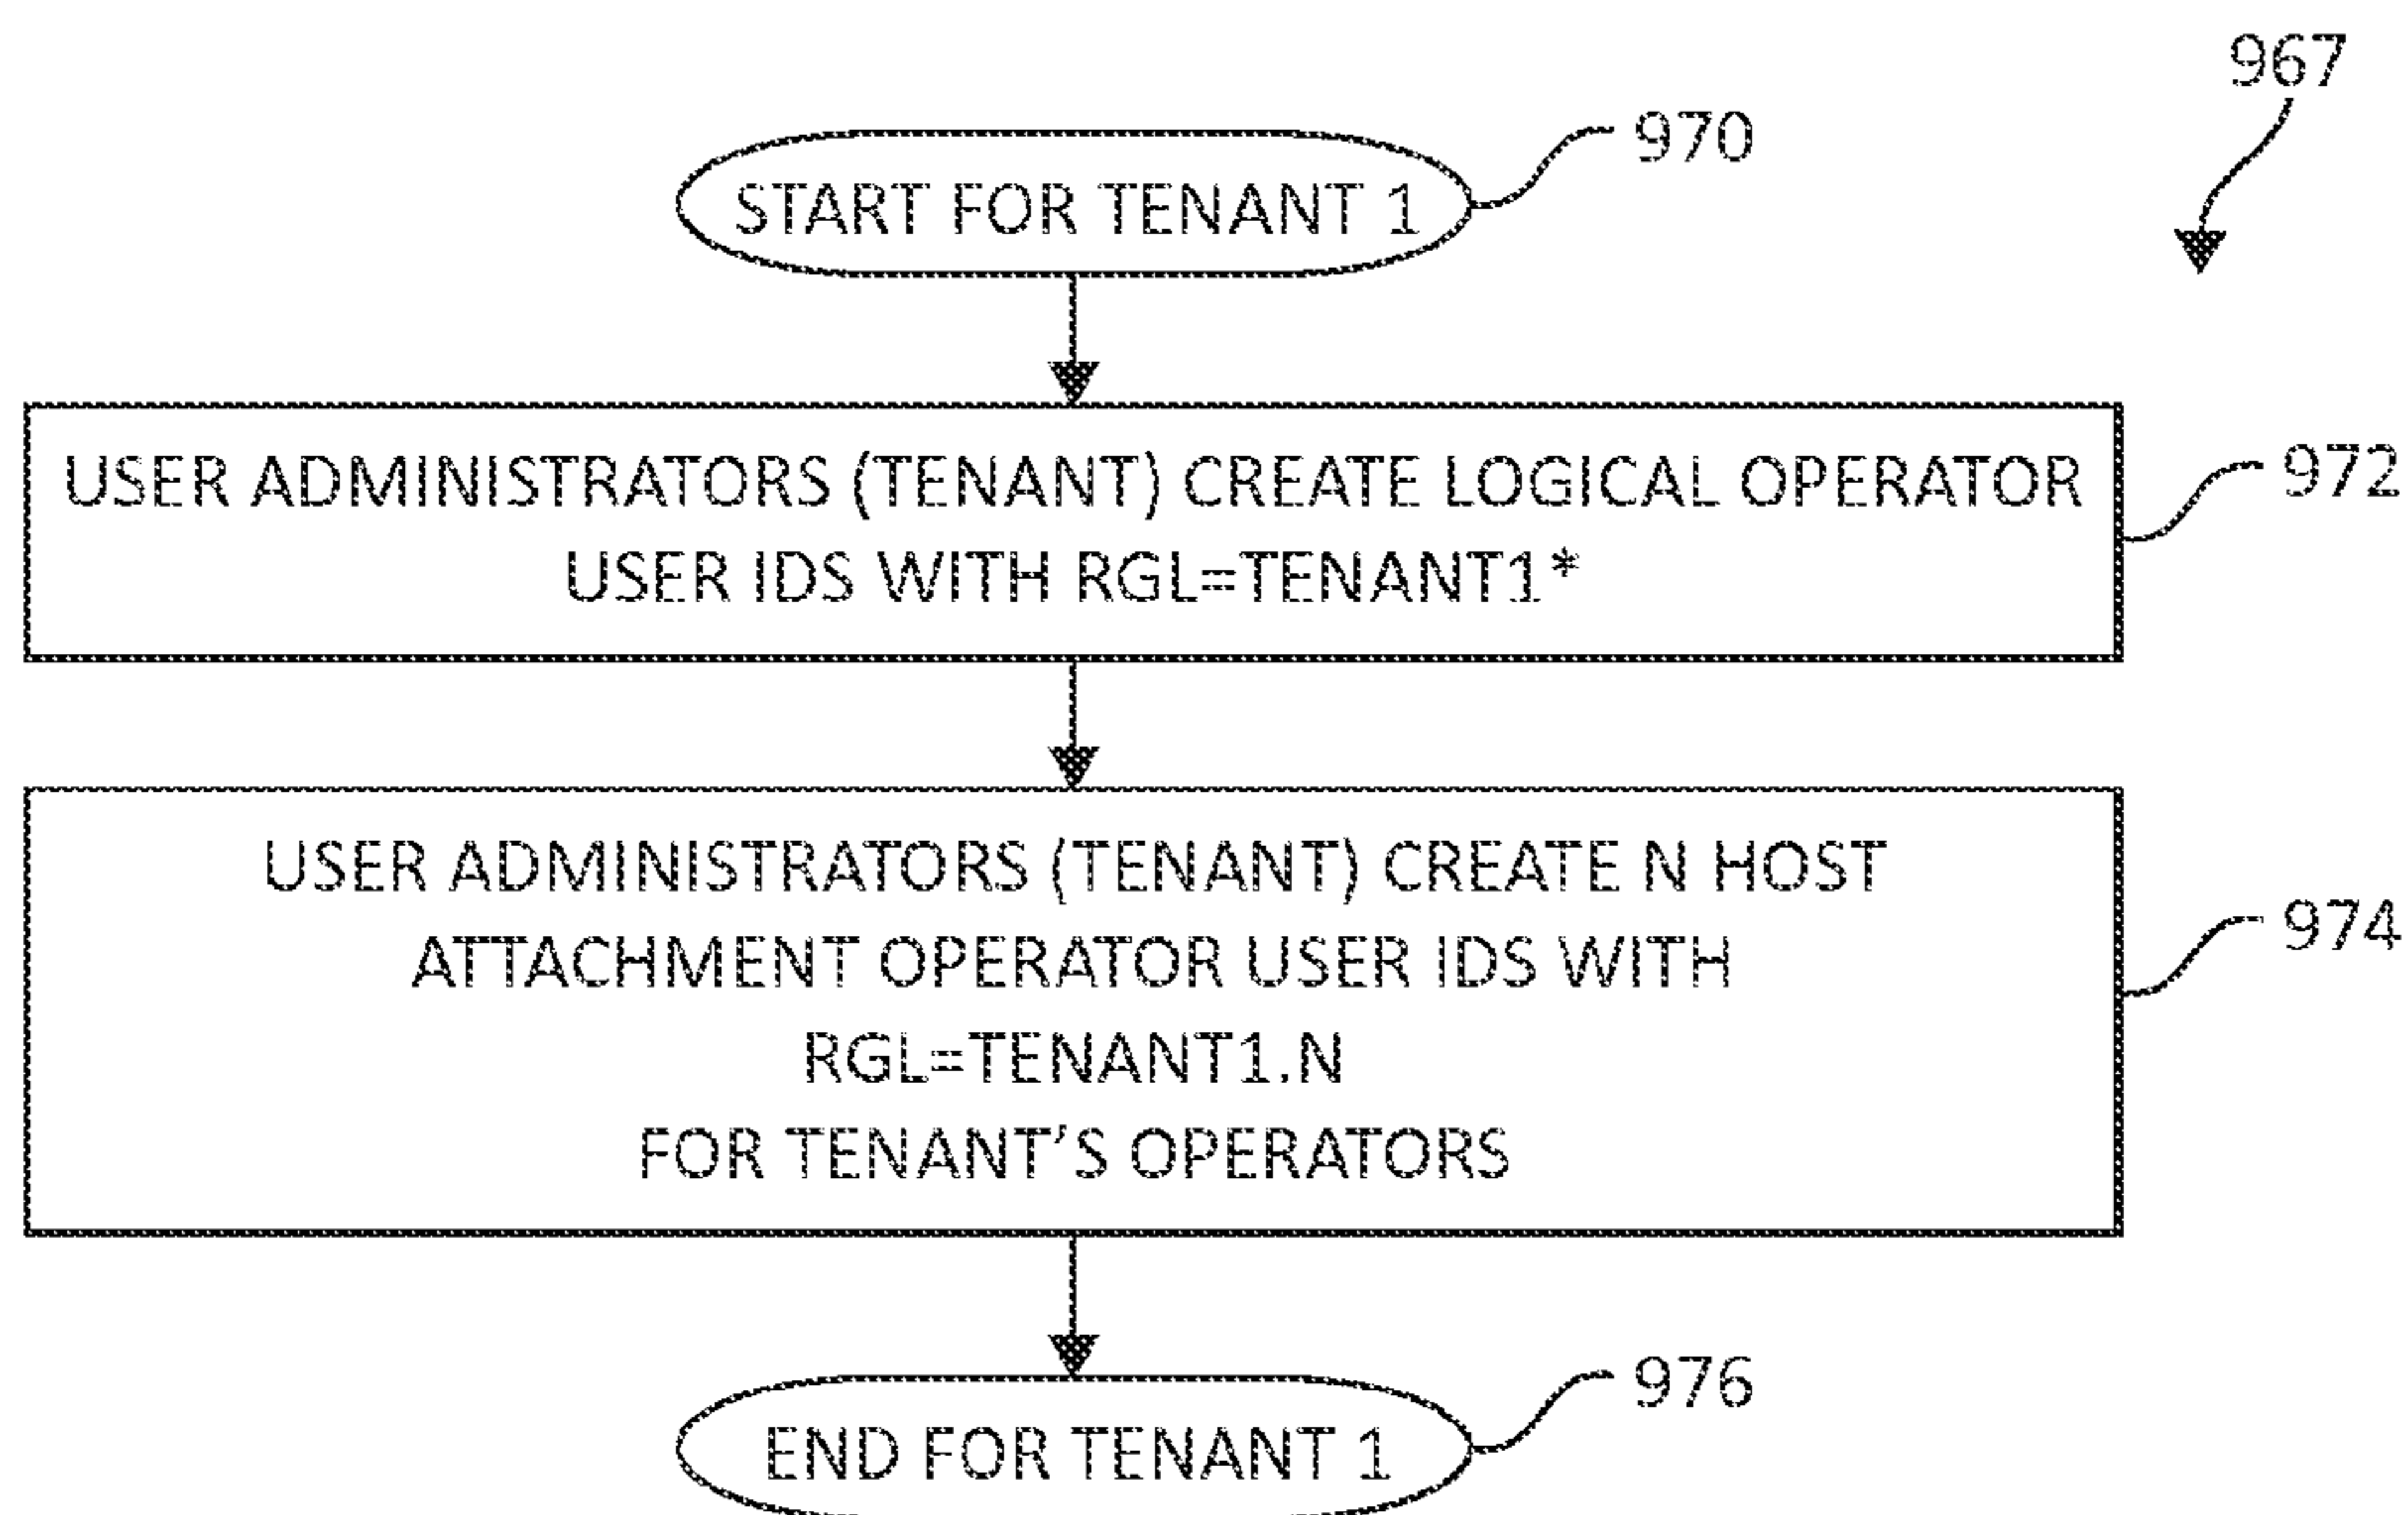 967
970
START FOR TENANT 1
USER ADMINISTRATORS (TENANT) CREATE LOGICAL OPERATOR
USER IDS WITH RGL=TENANT1*
972
USER ADMINISTRATORS (TENANT) CREATE N HOST
ATTACHMENT OPERATOR USER IDS WITH
RGL=TENANT1.N
FOR TENANT'S OPERATORS
974
976
END FOR TENANT 1